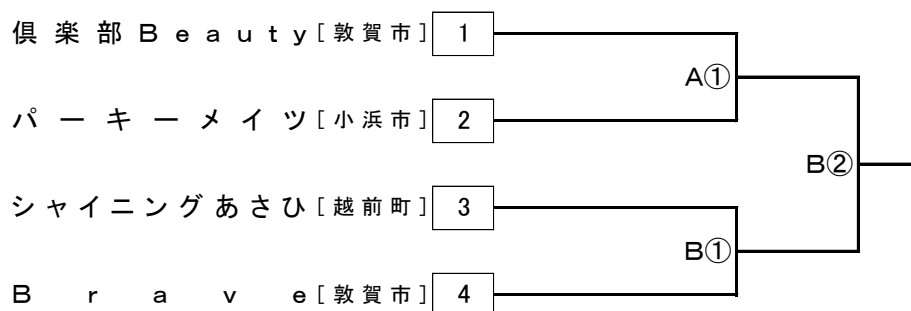 倶楽部Beauty[敦賀市] 1
A①
パーキーメイツ[小浜市] 2
B②
シャイニングあさひ[越前町] 3
B①
Brave[敦賀市] 4